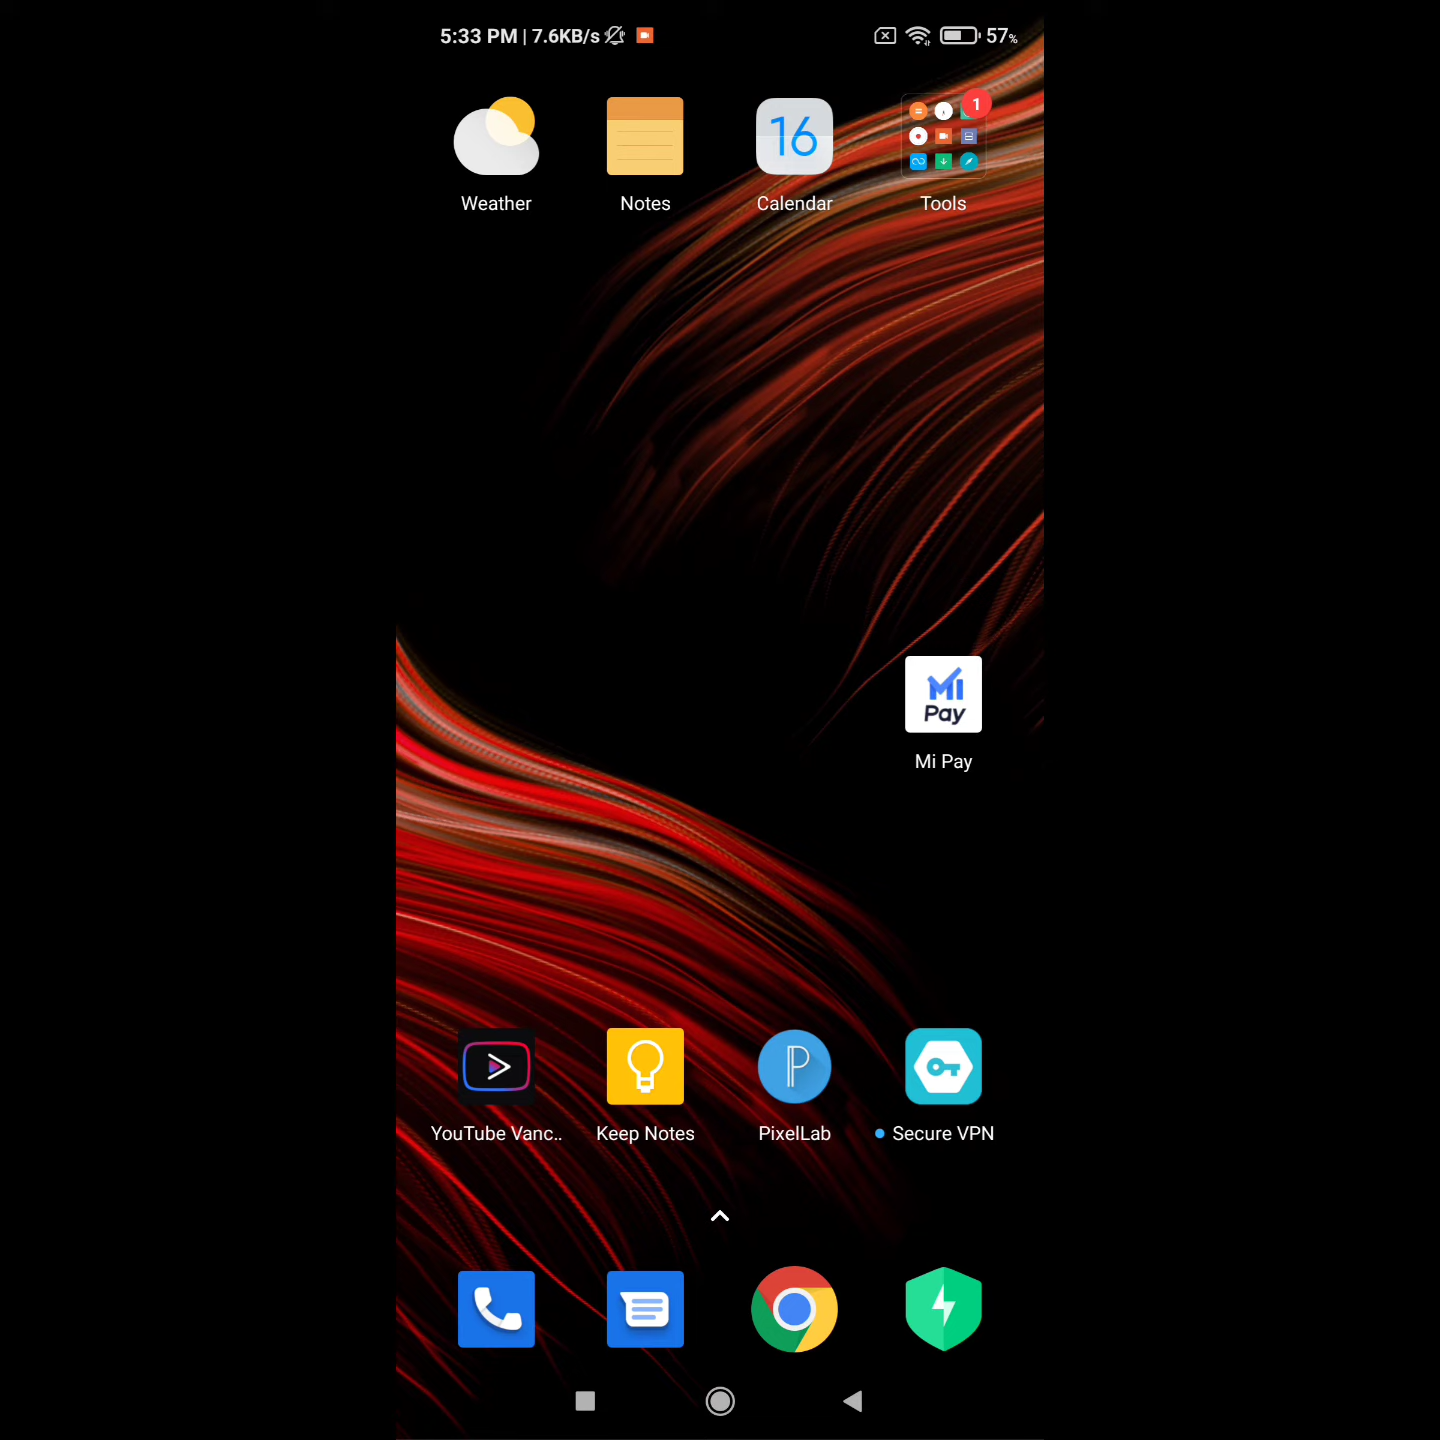 5:33 PM | 7.6KB/s 57%
16 1
Weather Notes Calendar Tools
MI
Pay
Mi Pay
P
YouTube Vanc.. Keep Notes PixelLab Secure VPN